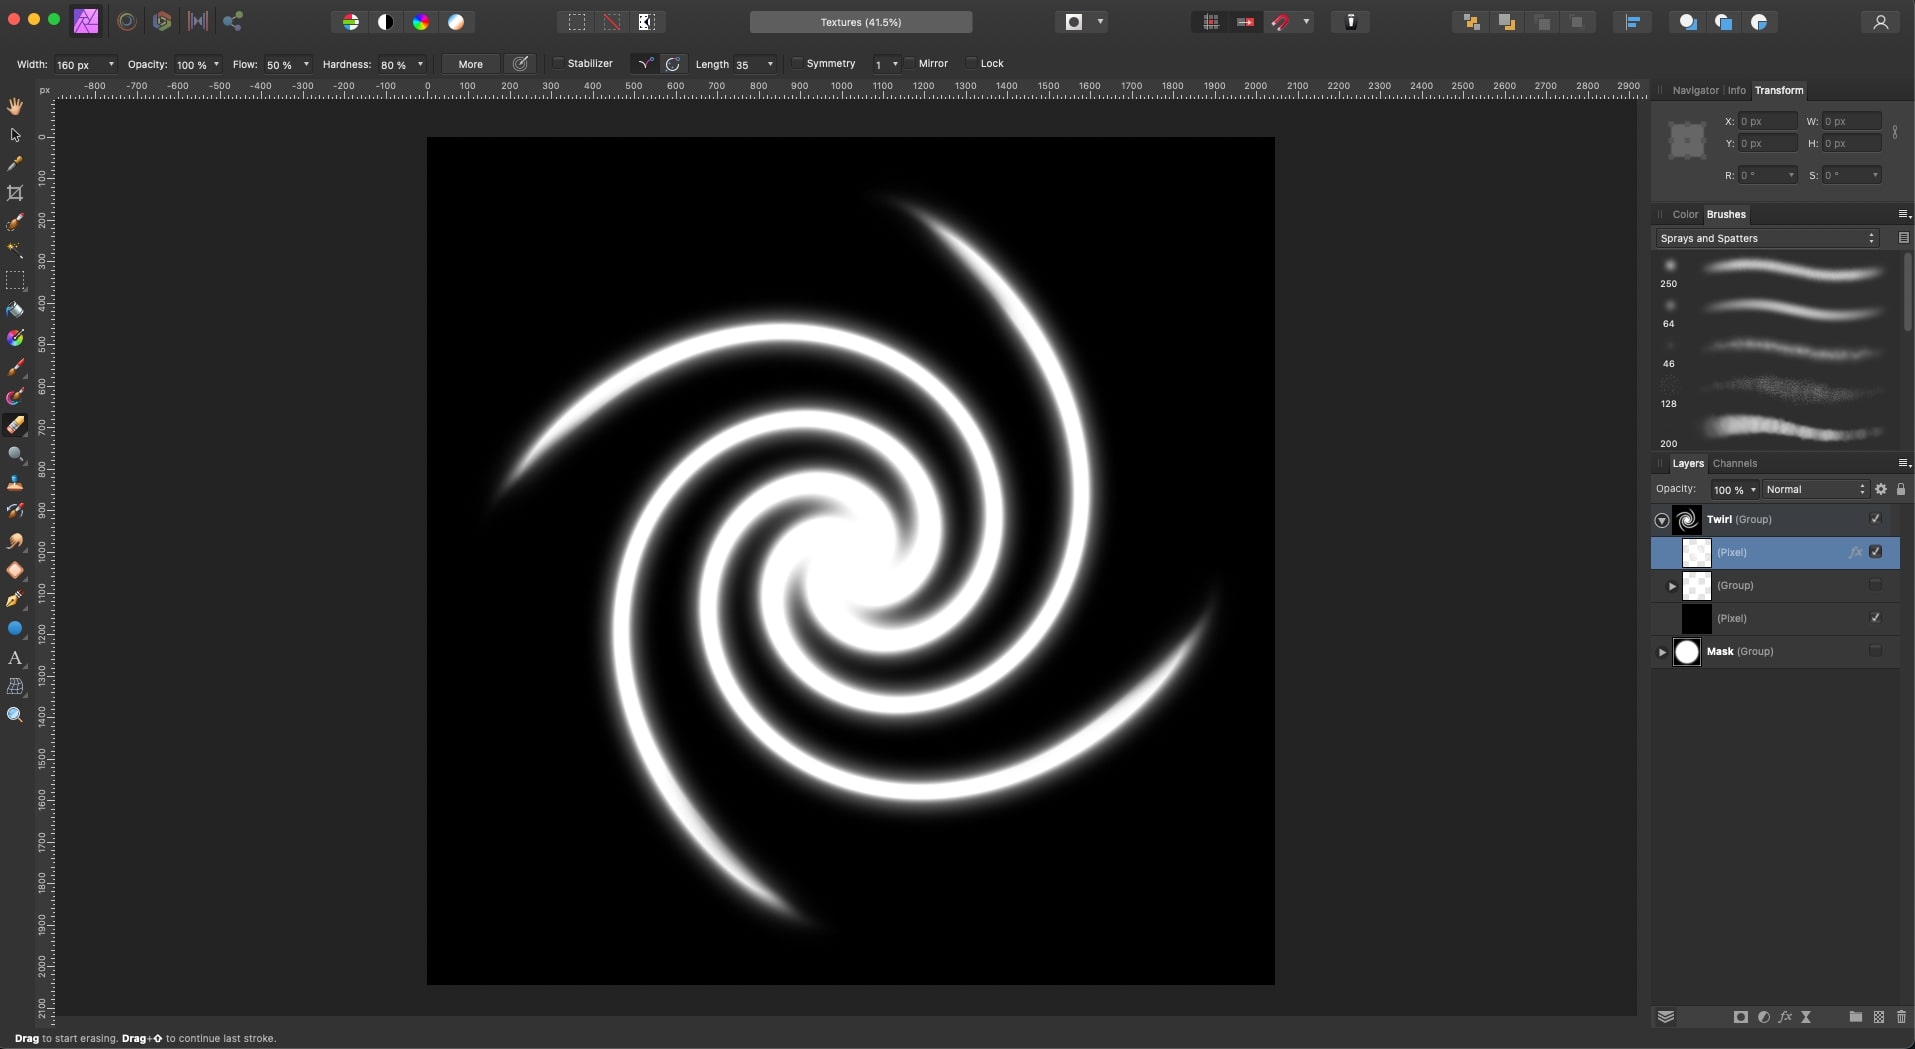 Textures (41.5%)
Width: 160 px Opacity: 100 % Flow: 50 % Hardness: 80 % More Stabilizer Length 35 Symmetry 1 Mirror Lock
px -800 -700 -600 -500 -400 -300 -200 -100 0 100 200 300 400 500 600 700 800 900 1000 1100 1200 1300 1400 1500 1600 1700 1800 1900 2000 2100 2200 2300 2400 2500 2600 2700 2800 2900
0
100
200
300
400
500
600
700
800
900
1000
1100
1200
1300
1400
1500
1600
1700
1800
1900
2000
2100
Navigator Info Transform
X: 0 px W: 0 px
Y: 0 px H: 0 px
R: 0 ° S: 0 °
Color Brushes
Sprays and Spatters
250
64
46
128
200
Layers Channels
Opacity: 100 % Normal
Twirl (Group)
(Pixel) fx
(Group)
(Pixel)
Mask (Group)
fx
Drag to start erasing. Drag+⇧ to continue last stroke.